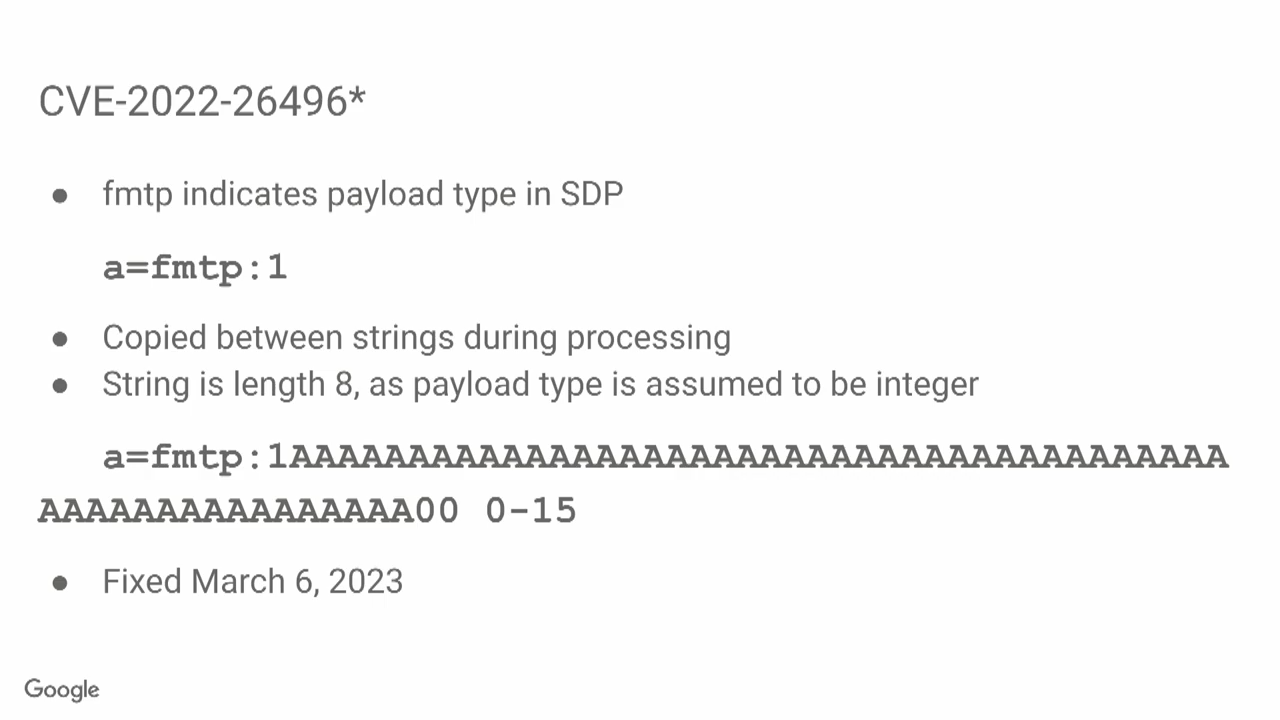 CVE-2022-26496*
● fmtp indicates payload type in SDP
a=fmtp:1
● Copied between strings during processing
● String is length 8, as payload type is assumed to be integer
a=fmtp:1AAAAAAAAAAAAAAAAAAAAAAAAAAAAAAAAAAAAAAAA
AAAAAAAAAAAAAAAA00 0-15
● Fixed March 6, 2023
Google